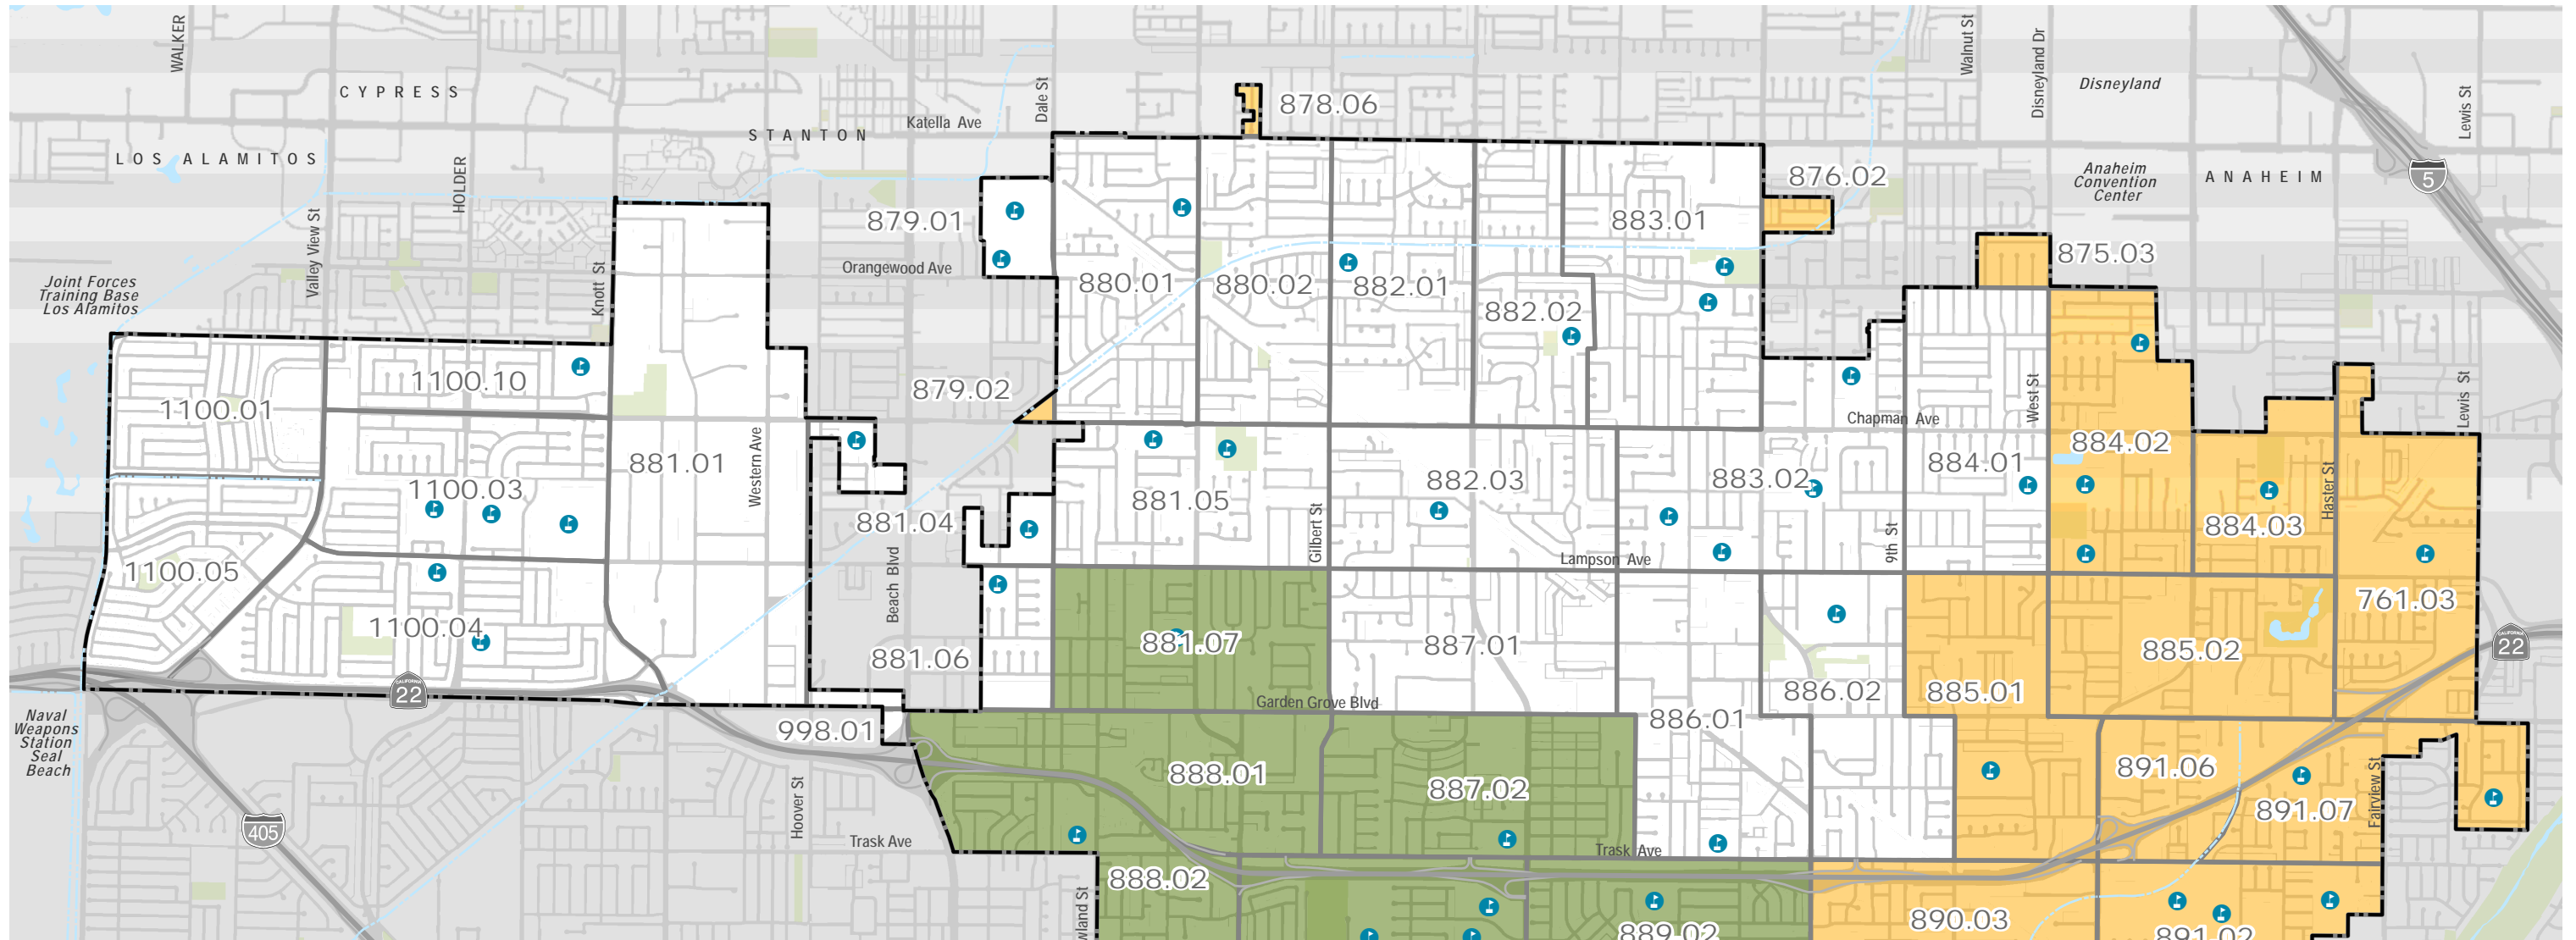 WALKER
CYPRESS
LOS ALAMITOS
HOLDER
Valley View St
Knott St
STANTON
Katella Ave
Dale St
878.06
Walnut St
Disneyland Dr
Disneyland
Lewis St
5
Anaheim
Convention
Center
ANAHEIM
876.02
879.01
883.01
Orangewood Ave
875.03
880.01
880.02
882.01
882.02
Joint Forces
Training Base
Los Alamitos
1100.10
1100.01
879.02
Chapman Ave
West St
Lewis St
884.02
881.01
Western Ave
884.01
883.02
882.03
1100.03
881.05
Haster St
884.03
881.04
Gilbert St
9th St
Lampson Ave
1100.05
Beach Blvd
761.03
1100.04
881.07
887.01
885.02
CALIFORNIA
22
881.06
886.02
885.01
CALIFORNIA
22
Garden Grove Blvd
886.01
Naval
Weapons
Station
Seal
Beach
998.01
888.01
887.02
891.06
891.07
Fairview St
Hoover St
405
Trask Ave
Trask Ave
888.02
wland St
890.03
889.02
891.02